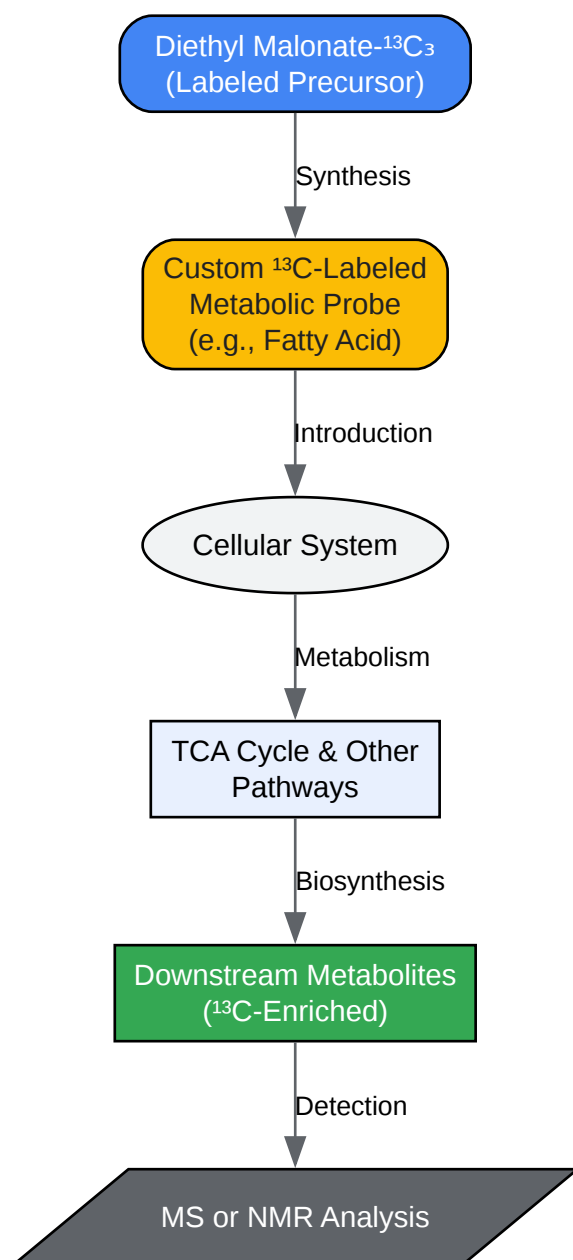 Diethyl Malonate-¹³C₃
(Labeled Precursor)
Synthesis
Custom ¹³C-Labeled
Metabolic Probe
(e.g., Fatty Acid)
Introduction
Cellular System
Metabolism
TCA Cycle & Other
Pathways
Biosynthesis
Downstream Metabolites
(¹³C-Enriched)
Detection
MS or NMR Analysis